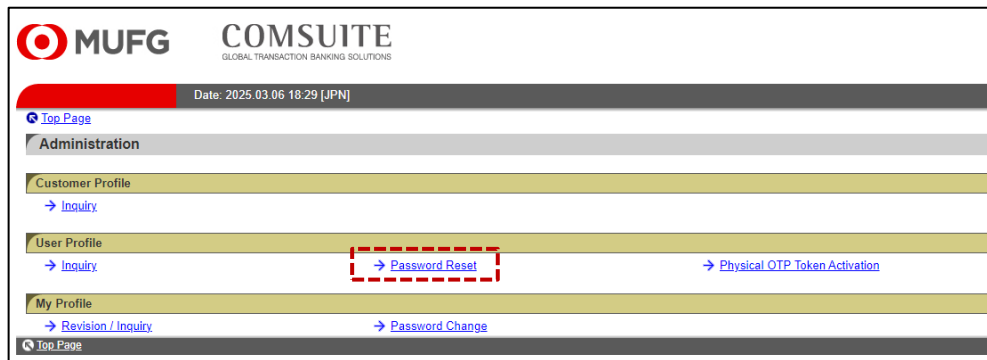 MUFG COMSUITE
GLOBAL TRANSACTION BANKING SOLUTIONS
Date: 2025.03.06 18:29 [JPN]
Top Page
Administration
Customer Profile
Inquiry
User Profile
Inquiry Password Reset Physical OTP Token Activation
My Profile
Revision / Inquiry Password Change
Top Page